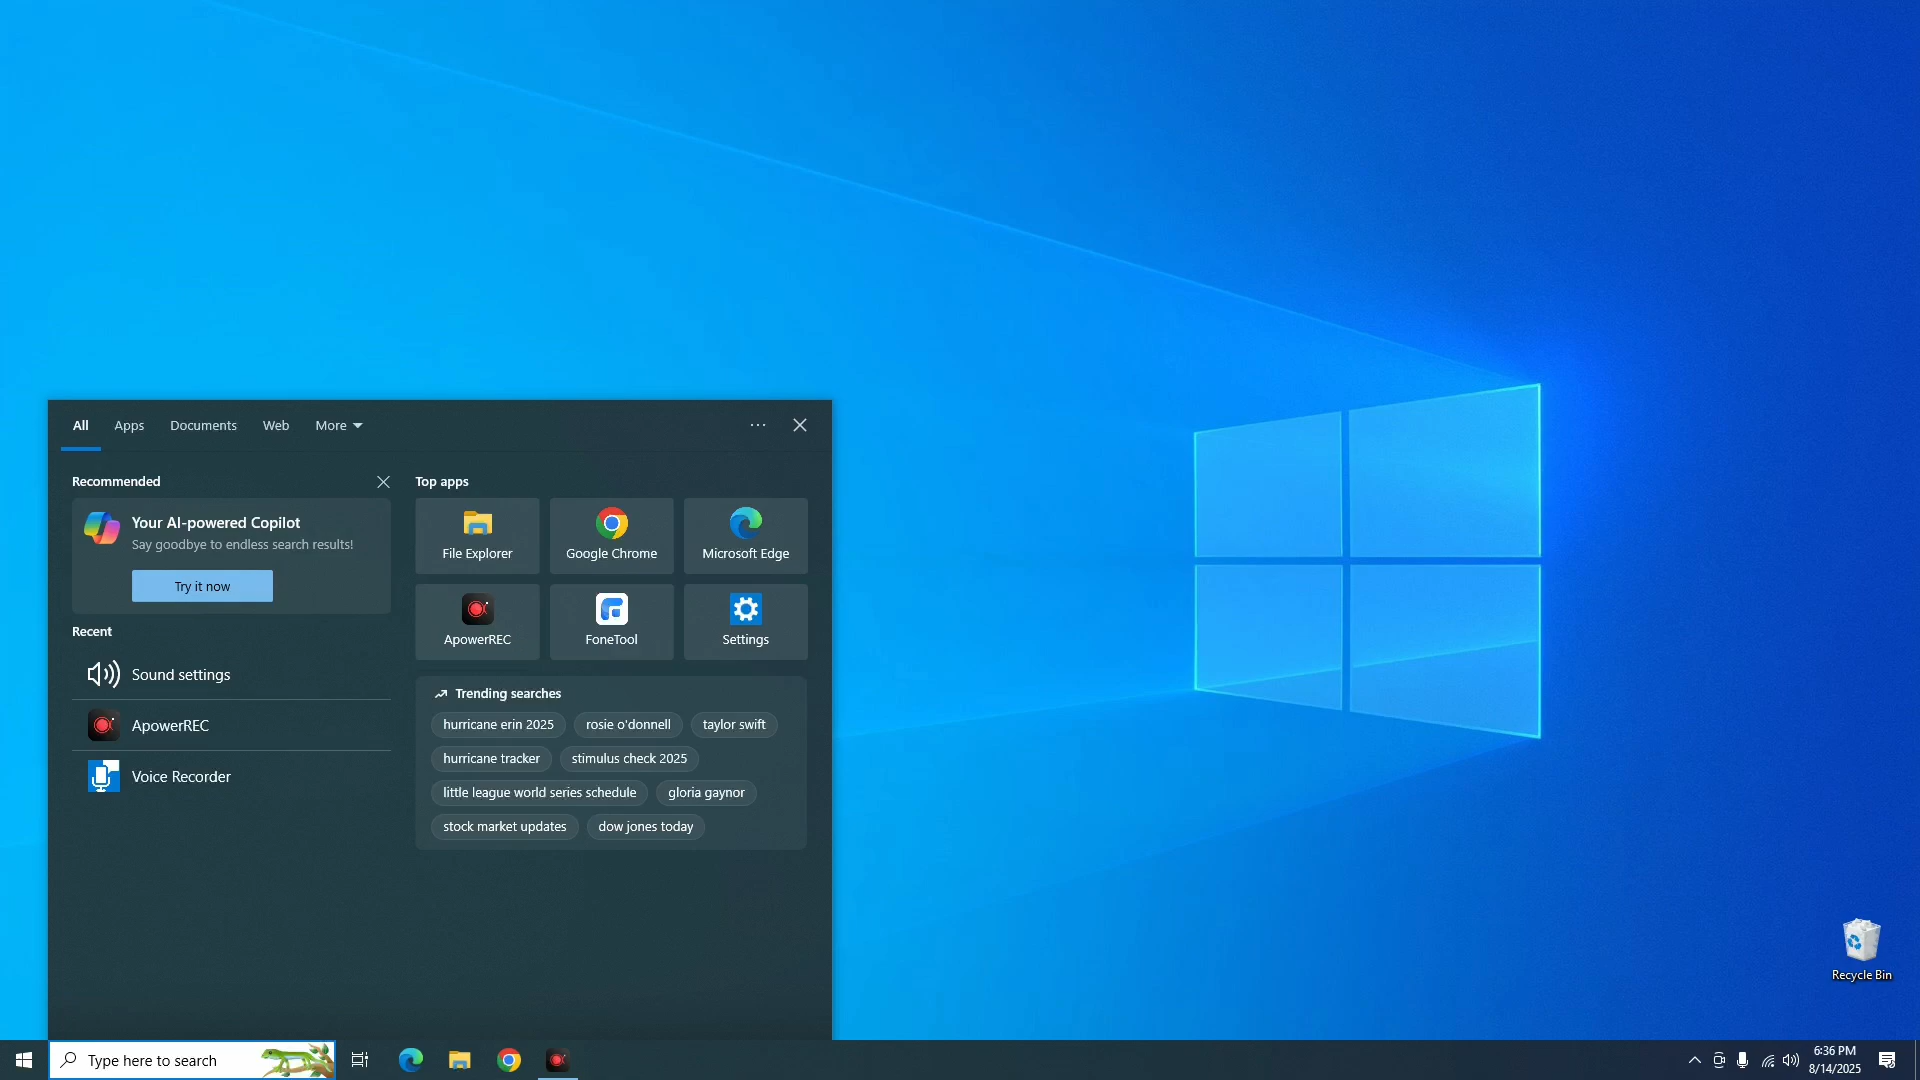 All Apps Documents Web More
Recommended
Your AI-powered Copilot
Say goodbye to endless search results!
Try it now
Recent
Sound settings
ApowerREC
Voice Recorder
Top apps
File Explorer Google Chrome Microsoft Edge
ApowerREC FoneTool Settings
Trending searches
hurricane erin 2025 rosie o'donnell taylor swift
hurricane tracker stimulus check 2025
little league world series schedule gloria gaynor
stock market updates dow jones today
Recycle Bin
Type here to search
6:36 PM
8/14/2025